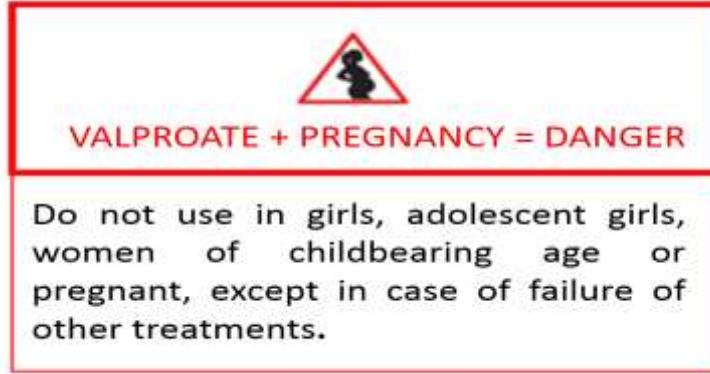 VALPROATE + PREGNANCY = DANGER
Do not use in girls, adolescent girls,
women of childbearing age or
pregnant, except in case of failure of
other treatments.